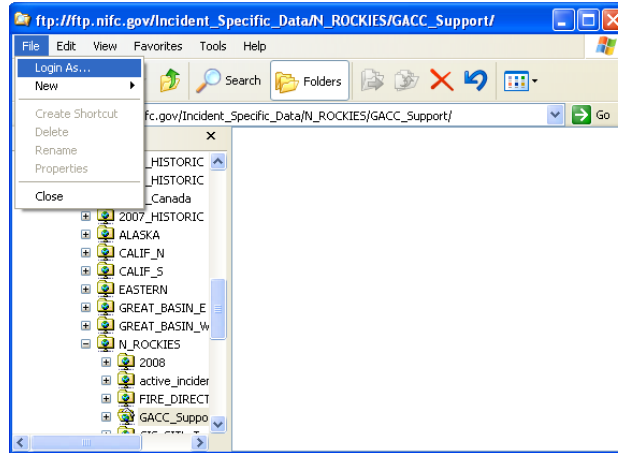 ftp://ftp.nifc.gov/Incident_Specific_Data/N_ROCKIES/GACC_Support/
File Edit View Favorites Tools Help
Login As...
New
Create Shortcut
Delete
Rename
Properties
Close
Search Folders
fc.gov/Incident_Specific_Data/N_ROCKIES/GACC_Support/ Go
_HISTORIC
_HISTORIC
_Canada
2007_HISTORIC
ALASKA
CALIF_N
CALIF_S
EASTERN
GREAT_BASIN_E
GREAT_BASIN_W
N_ROCKIES
2008
active_incider
FIRE_DIRECT
GACC_Suppo